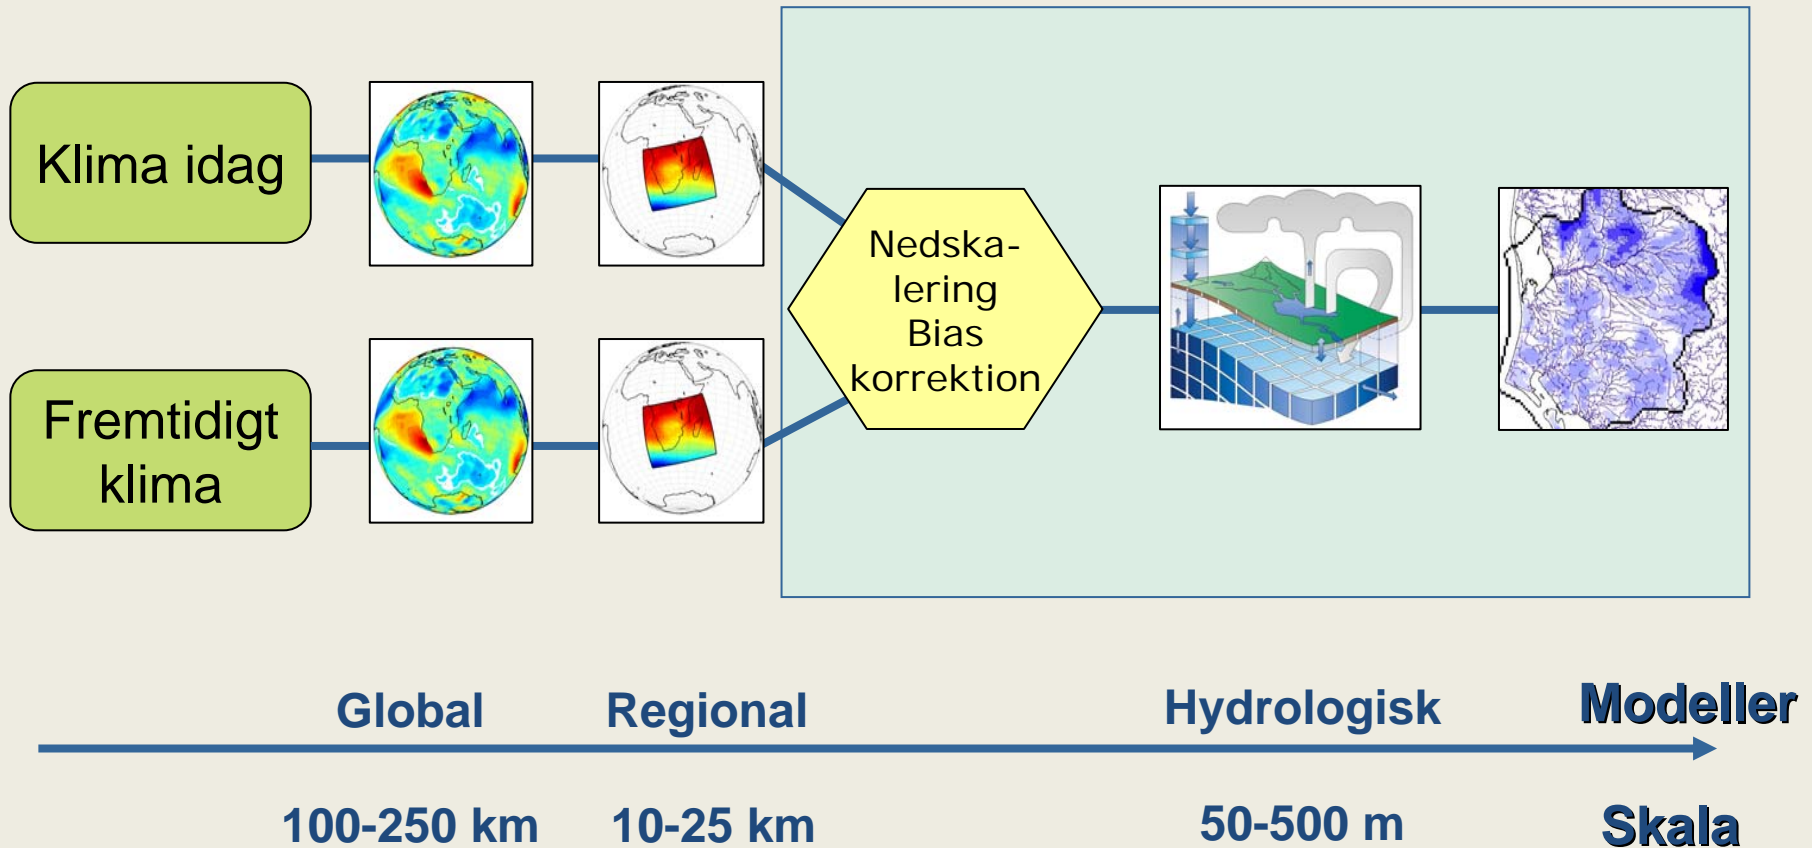 Klima idag
Fremtidigt
klima
Nedska-
lering
Bias
korrektion
Global
Regional
Hydrologisk
Modeller
100-250 km
10-25 km
50-500 m
Skala